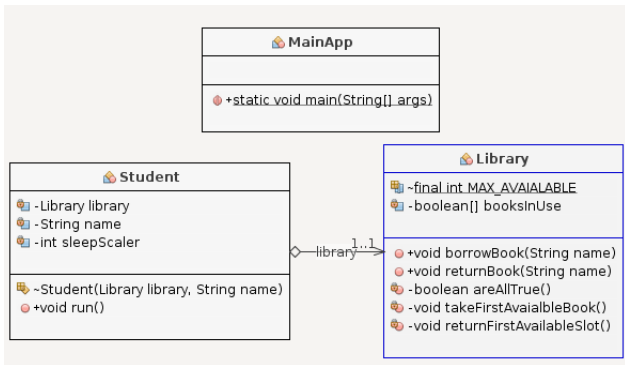 MainApp
+static void main(String[] args)
Student
-Library library
-String name
-int sleepScaler
~Student(Library library, String name)
+void run()
library
1..1
Library
~final int MAX_AVAIALABLE
-boolean[] booksInUse
+void borrowBook(String name)
+void returnBook(String name)
-boolean areAllTrue()
-void takeFirstAvaialbleBook()
-void returnFirstAvailableSlot()